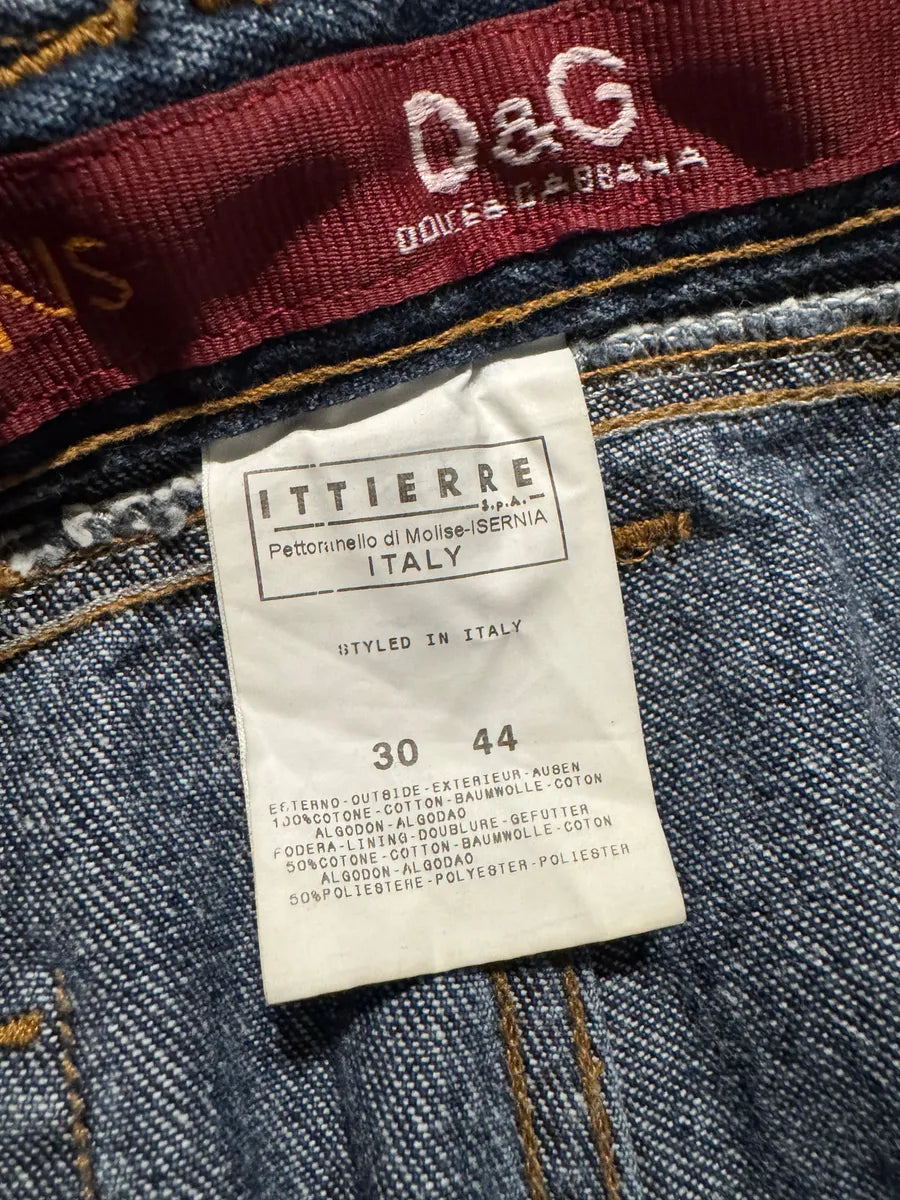 D&G
DOLCE & GABBANA
NS
ITTIERRE
S.p.A.
Pettoranello di Molise-ISERNIA
ITALY
STYLED IN ITALY
30 44
ESTERNO-OUTSIDE-EXTERIEUR-AUSEN
100%COTONE-COTTON-BAUMWOLLE-COTON
ALGODON-ALGODAO
FODERA-LINING-DOUBLURE-GEFUTTER
50%COTONE-COTTON-BAUMWOLLE-COTON
ALGODON-ALGODAO
50%POLIESTERE-POLYESTER-POLIESTER